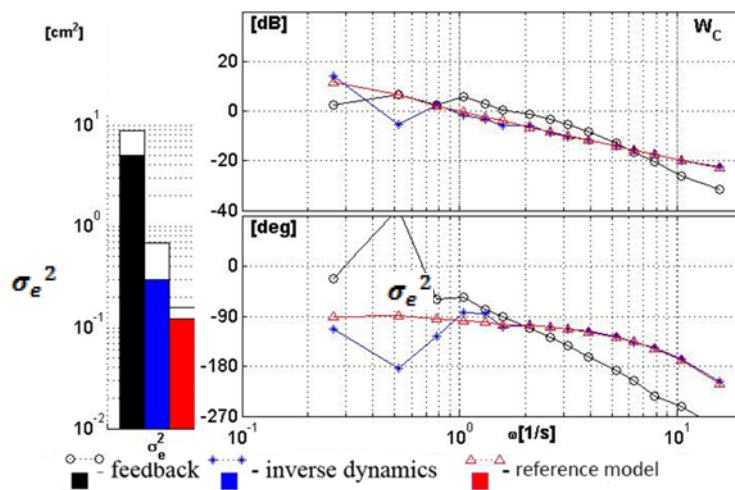 [cm²]
[dB]
W_C
20
0
-20
-40
10¹
10⁰
10⁻¹
10⁻²
σₑ²
σₑ²
[deg]
0
-90
-180
-270
σₑ²
10⁻¹
10⁰
ω[1/s]
10¹
- feedback
- inverse dynamics
- reference model